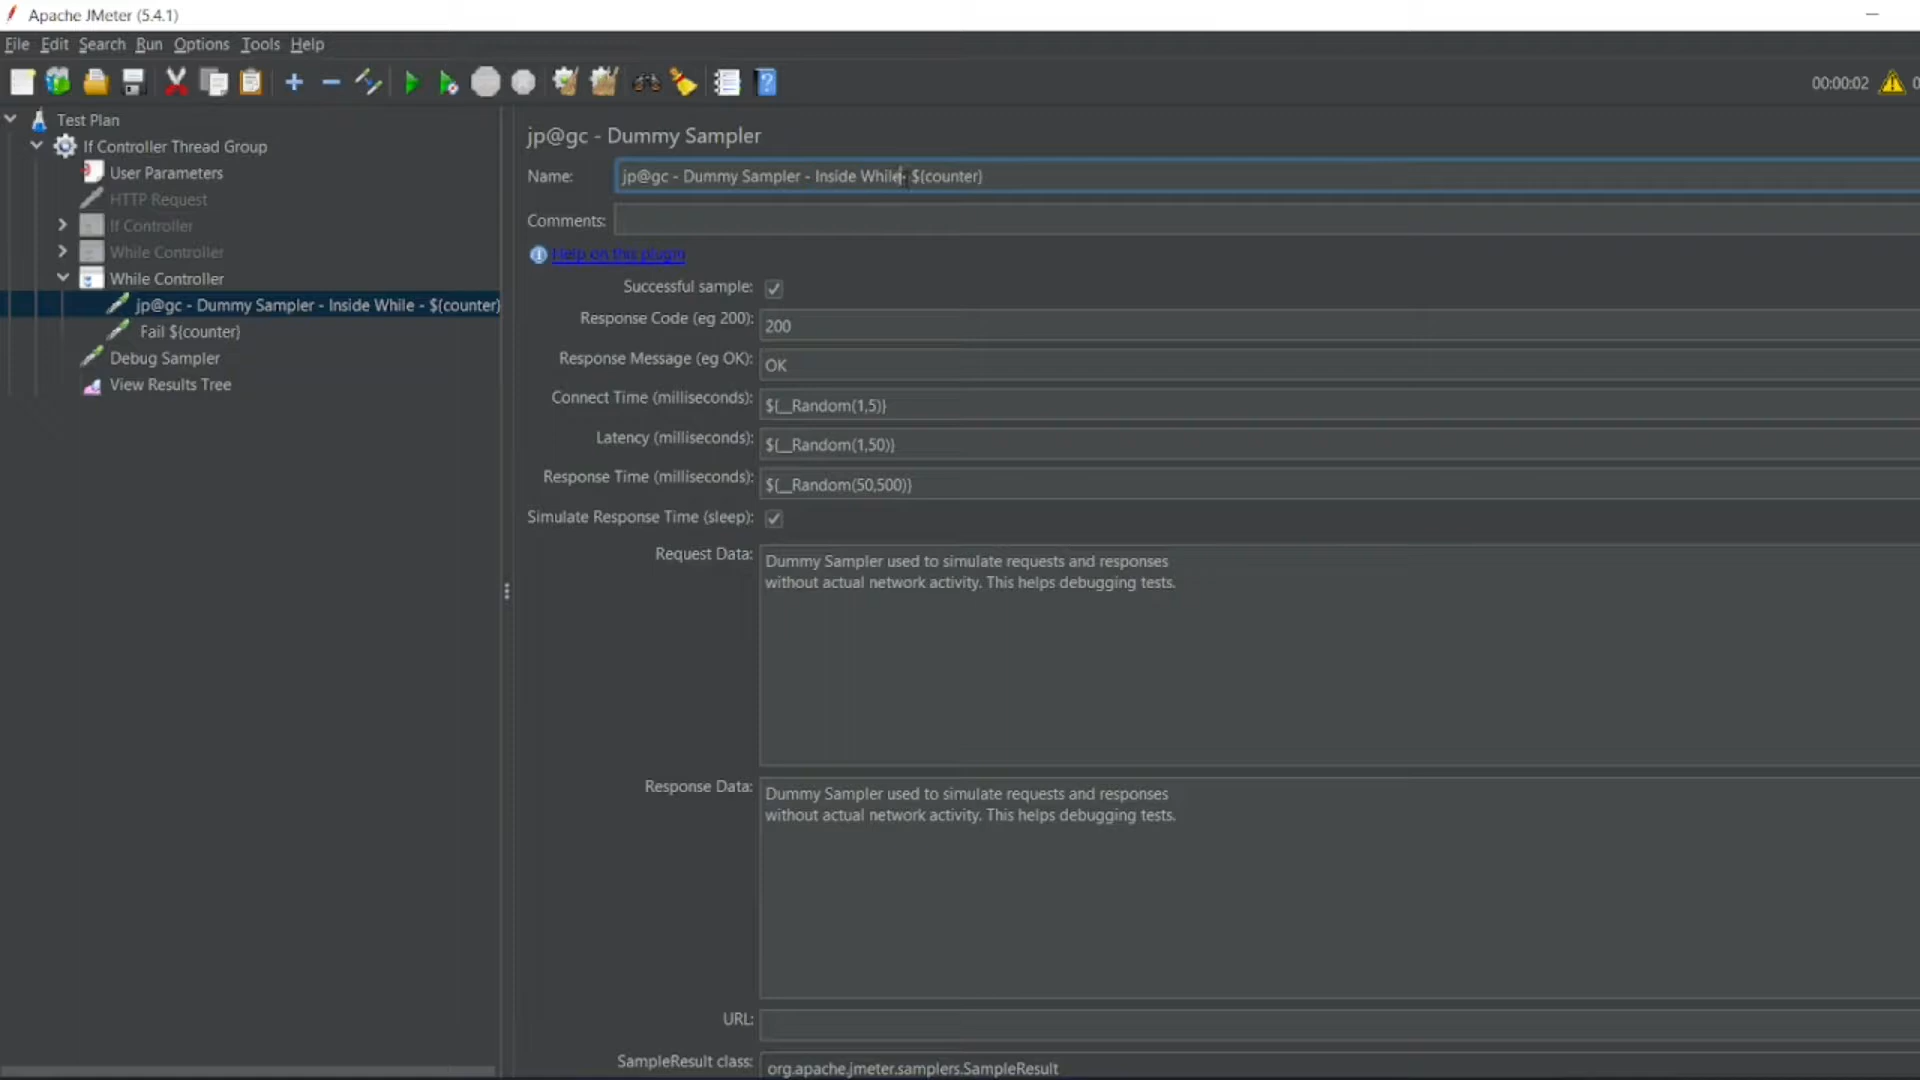 Apache JMeter (5.4.1)
File Edit Search Run Options Tools Help
00:00:02
Test Plan
If Controller Thread Group
User Parameters
HTTP Request
If Controller
While Controller
While Controller
jp@gc - Dummy Sampler - Inside While - ${counter}
Fail ${counter}
Debug Sampler
View Results Tree
jp@gc - Dummy Sampler
Name: jp@gc - Dummy Sampler - Inside While- ${counter}
Comments:
Help on this plugin
Successful sample:
Response Code (eg 200): 200
Response Message (eg OK): OK
Connect Time (milliseconds): ${__Random(1,5)}
Latency (milliseconds): ${__Random(1,50)}
Response Time (milliseconds): ${__Random(50,500)}
Simulate Response Time (sleep):
Request Data: Dummy Sampler used to simulate requests and responses
without actual network activity. This helps debugging tests.
Response Data: Dummy Sampler used to simulate requests and responses
without actual network activity. This helps debugging tests.
URL:
SampleResult class: org.apache.jmeter.samplers.SampleResult